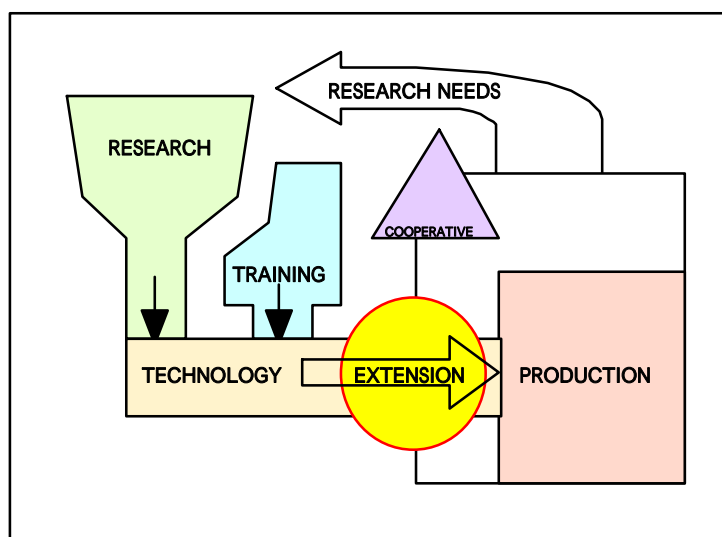 RESEARCH NEEDS
RESEARCH
COOPERATIVE
TRAINING
TECHNOLOGY
EXTENSION
PRODUCTION